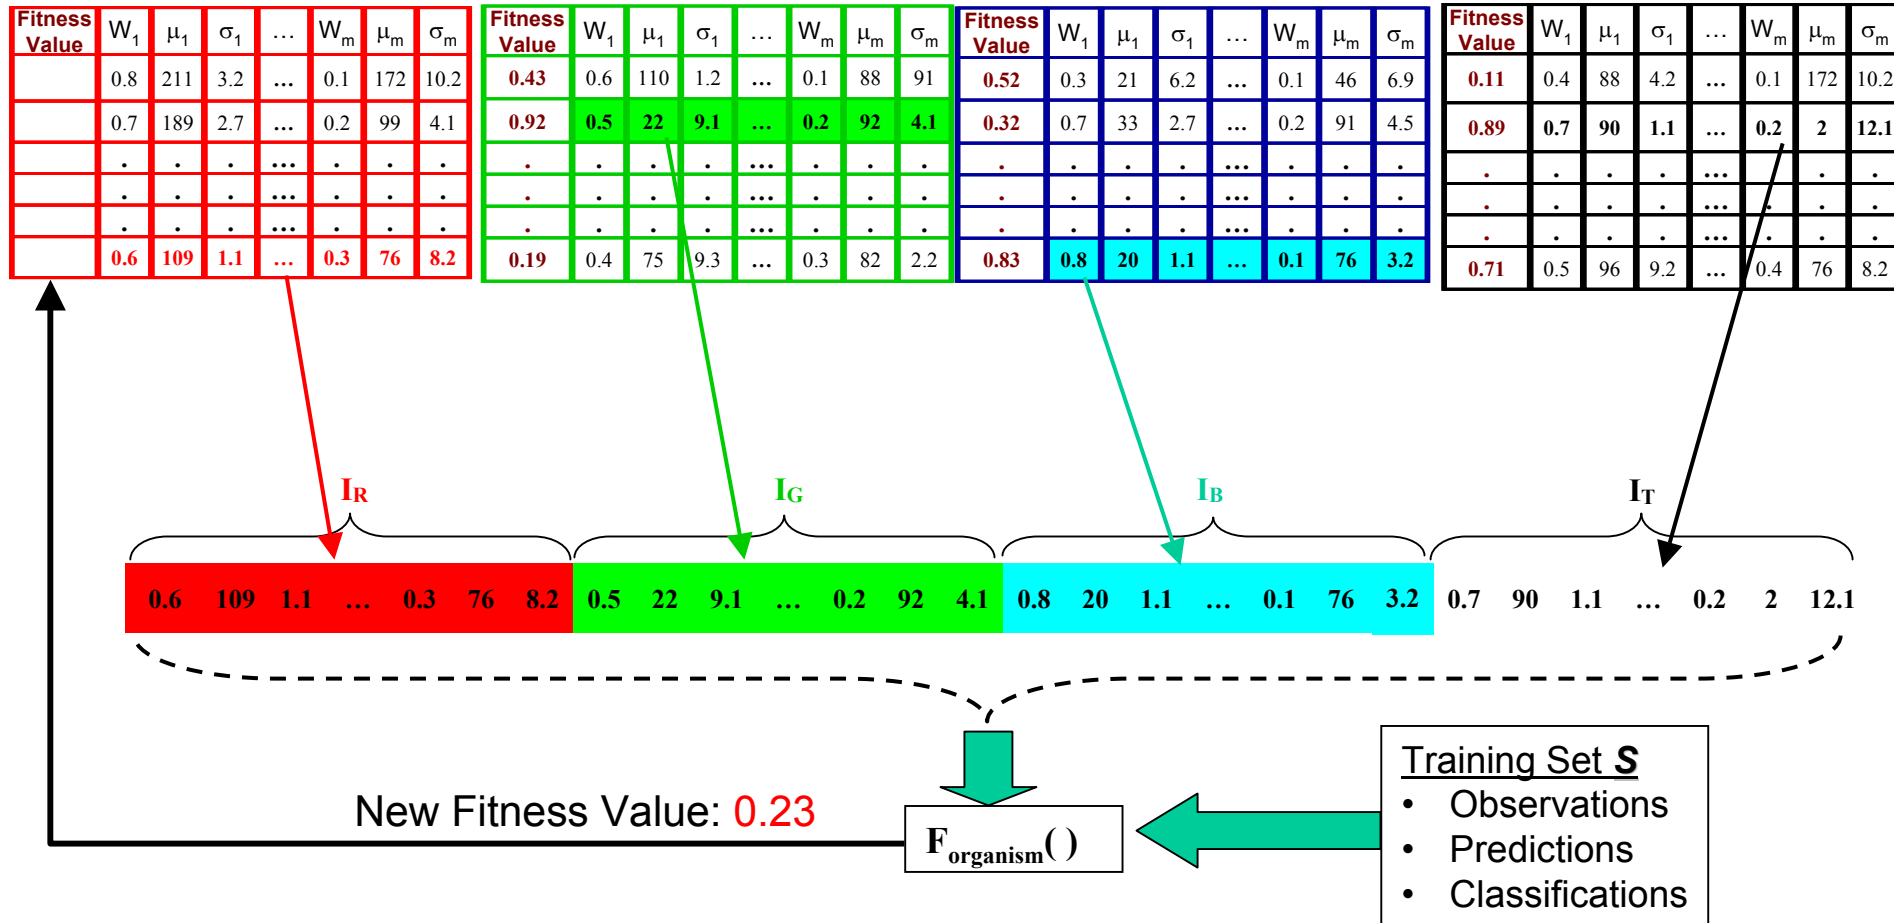 Fitness Value W1 μ1 σ1 … Wm μm σm
0.8 211 3.2 ... 0.1 172 10.2
0.7 189 2.7 ... 0.2 99 4.1
. . . ... . . .
. . . ... . . .
. . . ... . . .
0.6 109 1.1 ... 0.3 76 8.2
Fitness Value W1 μ1 σ1 … Wm μm σm
0.43 0.6 110 1.2 ... 0.1 88 91
0.92 0.5 22 9.1 ... 0.2 92 4.1
. . . . ... . . .
. . . . ... . . .
. . . . ... . . .
0.19 0.4 75 9.3 ... 0.3 82 2.2
Fitness Value W1 μ1 σ1 … Wm μm σm
0.52 0.3 21 6.2 ... 0.1 46 6.9
0.32 0.7 33 2.7 ... 0.2 91 4.5
. . . . ... . . .
. . . . ... . . .
. . . . ... . . .
0.83 0.8 20 1.1 ... 0.1 76 3.2
Fitness Value W1 μ1 σ1 … Wm μm σm
0.11 0.4 88 4.2 ... 0.1 172 10.2
0.89 0.7 90 1.1 ... 0.2 2 12.1
. . . . ... . . .
. . . . ... . . .
. . . . ... . . .
0.71 0.5 96 9.2 ... 0.4 76 8.2
IR IG IB IT
0.6 109 1.1 ... 0.3 76 8.2 0.5 22 9.1 ... 0.2 92 4.1 0.8 20 1.1 ... 0.1 76 3.2 0.7 90 1.1 ... 0.2 2 12.1
New Fitness Value: 0.23
Forganism( )
Training Set S
• Observations
• Predictions
• Classifications